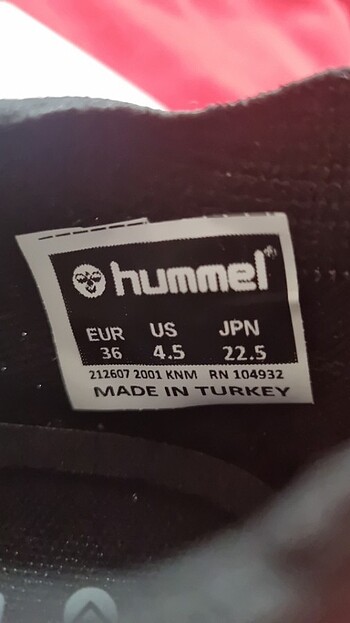 hummel®
EUR US JPN
36 4.5 22.5
212607 2001 KNM RN 104932
MADE IN TURKEY